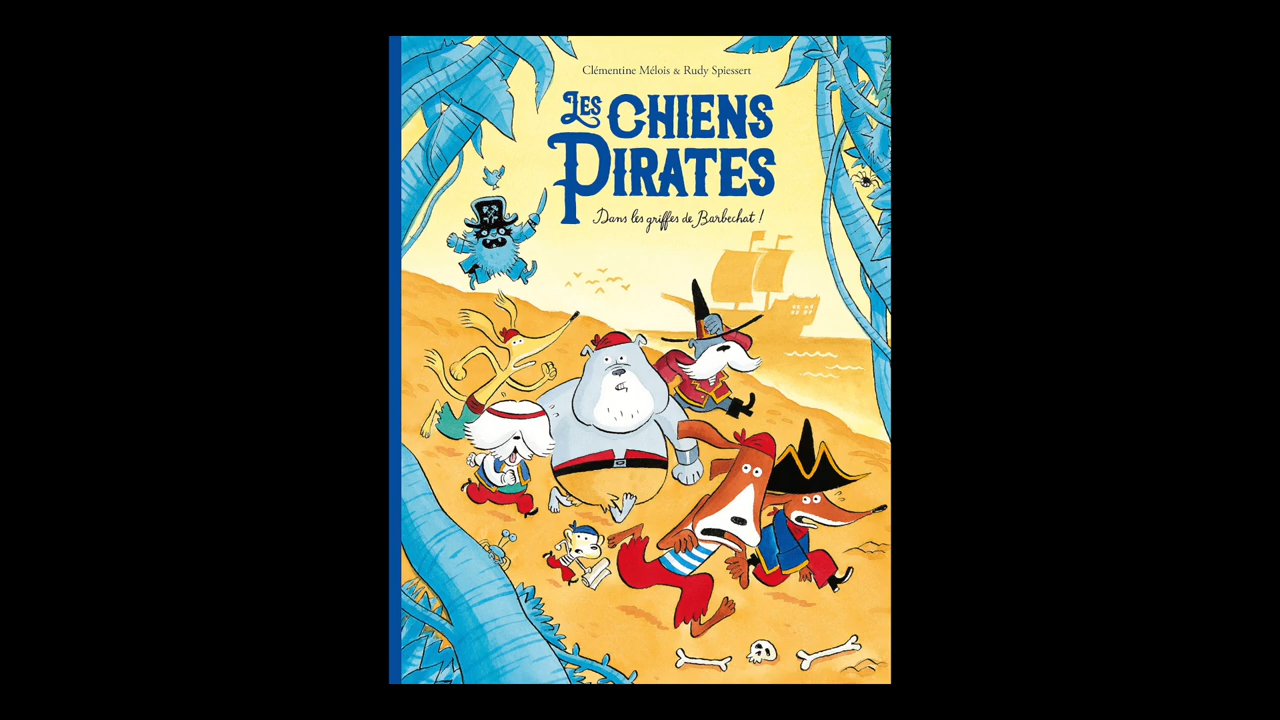 Clémentine Mélois & Rudy Spiessert
LES CHIENS
PIRATES
Dans les griffes de Barbechat !